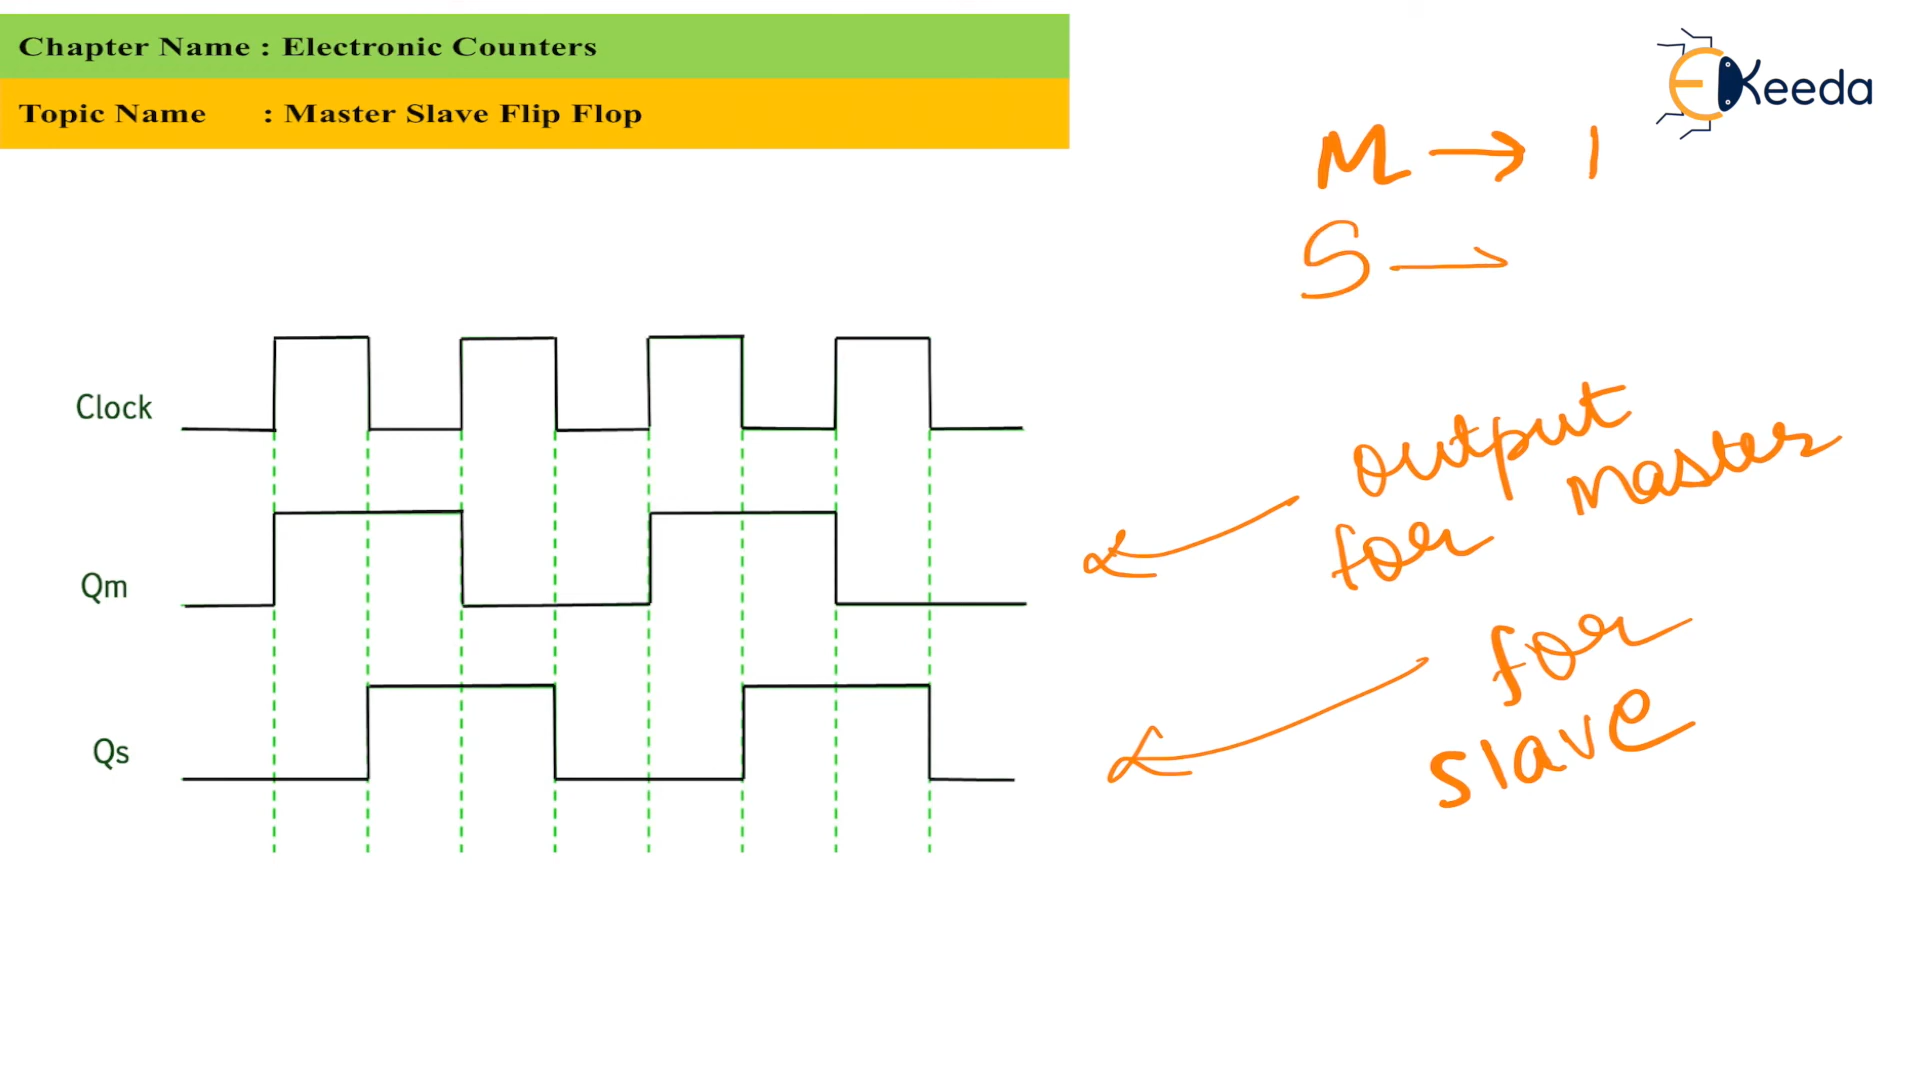 Chapter Name : Electronic Counters
Topic Name : Master Slave Flip Flop
EKeeda
M → 1
S →
Clock
Qm
Qs
output
for master
for
slave